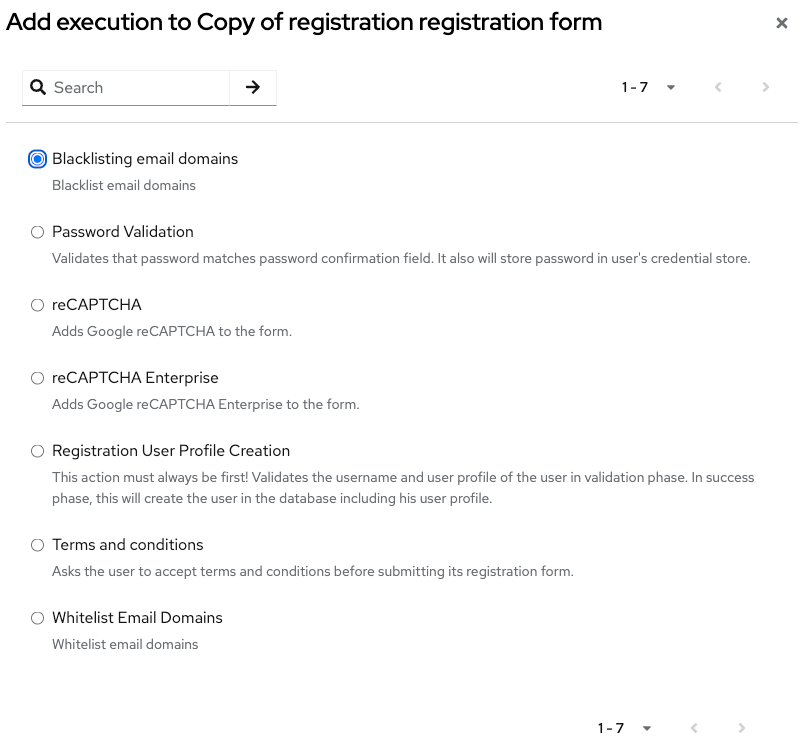 Add execution to Copy of registration registration form
Search
1 - 7
Blacklisting email domains
Blacklist email domains
Password Validation
Validates that password matches password confirmation field. It also will store password in user's credential store.
reCAPTCHA
Adds Google reCAPTCHA to the form.
reCAPTCHA Enterprise
Adds Google reCAPTCHA Enterprise to the form.
Registration User Profile Creation
This action must always be first! Validates the username and user profile of the user in validation phase. In success
phase, this will create the user in the database including his user profile.
Terms and conditions
Asks the user to accept terms and conditions before submitting its registration form.
Whitelist Email Domains
Whitelist email domains
1 - 7